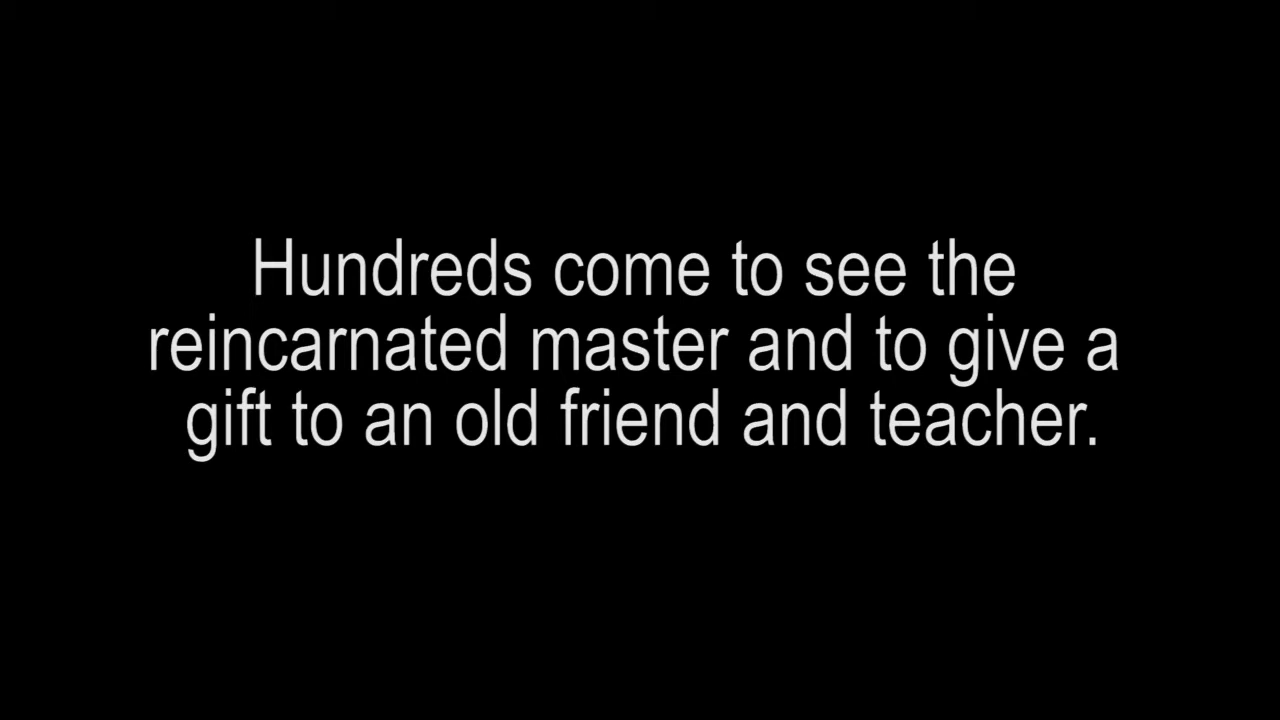 Hundreds come to see the
reincarnated master and to give a
gift to an old friend and teacher.